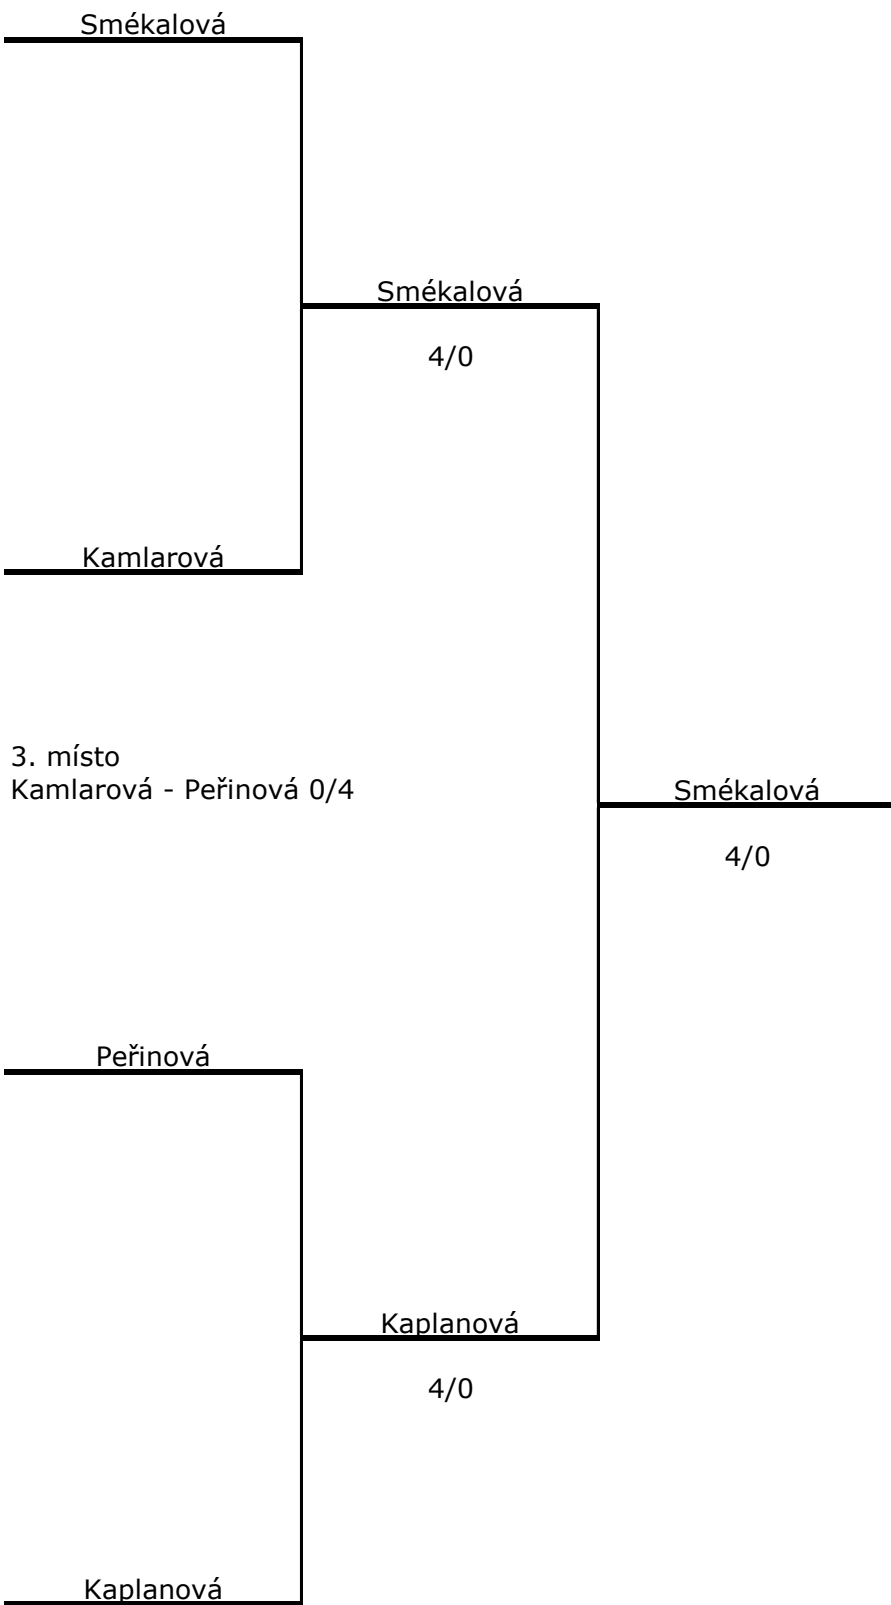 Smékalová
Smékalová
4/0
Kamlarová
3. místo
Kamlarová - Peřinová 0/4
Smékalová
4/0
Peřinová
Kaplanová
4/0
Kaplanová